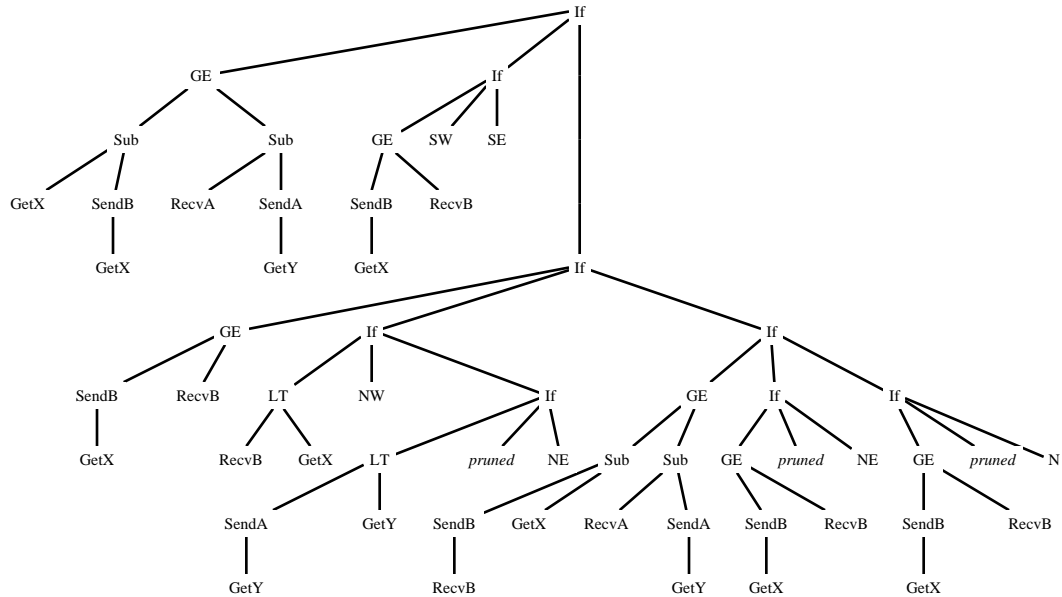 If
GE If
Sub Sub GE SW SE
GetX SendB RecvA SendA SendB RecvB
GetX GetY GetX If
GE If If
SendB RecvB LT NW If GE If If
GetX RecvB GetX LT pruned NE Sub Sub GE pruned NE GE pruned N
SendA GetY SendB GetX RecvA SendA SendB RecvB SendB RecvB
GetY RecvB GetY GetX GetX